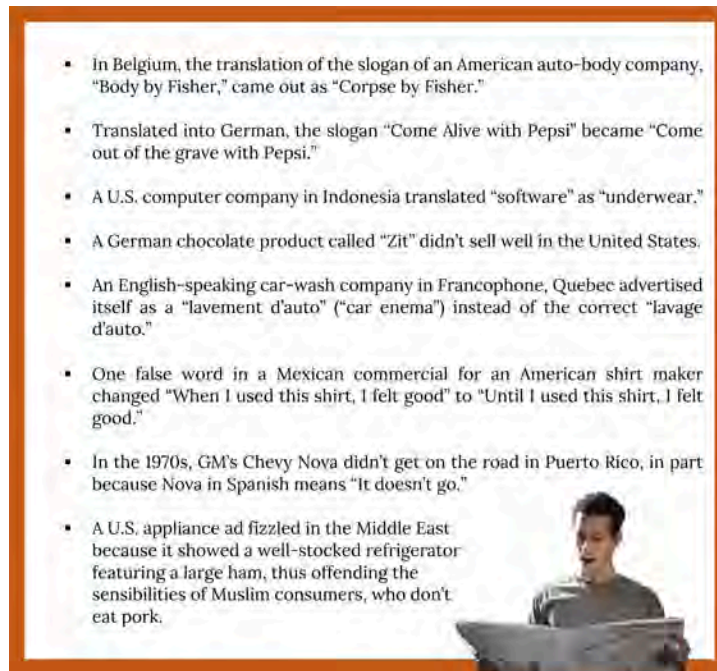 ▪ In Belgium, the translation of the slogan of an American auto-body company,
“Body by Fisher,” came out as “Corpse by Fisher.”
▪ Translated into German, the slogan “Come Alive with Pepsi” became “Come
out of the grave with Pepsi.”
▪ A U.S. computer company in Indonesia translated “software” as “underwear.”
▪ A German chocolate product called “Zit” didn’t sell well in the United States.
▪ An English-speaking car-wash company in Francophone, Quebec advertised
itself as a “lavement d’auto” (“car enema”) instead of the correct “lavage
d’auto.”
▪ One false word in a Mexican commercial for an American shirt maker
changed “When I used this shirt, I felt good” to “Until I used this shirt, I felt
good.”
▪ In the 1970s, GM’s Chevy Nova didn’t get on the road in Puerto Rico, in part
because Nova in Spanish means “It doesn’t go.”
▪ A U.S. appliance ad fizzled in the Middle East
because it showed a well-stocked refrigerator
featuring a large ham, thus offending the
sensibilities of Muslim consumers, who don’t
eat pork.